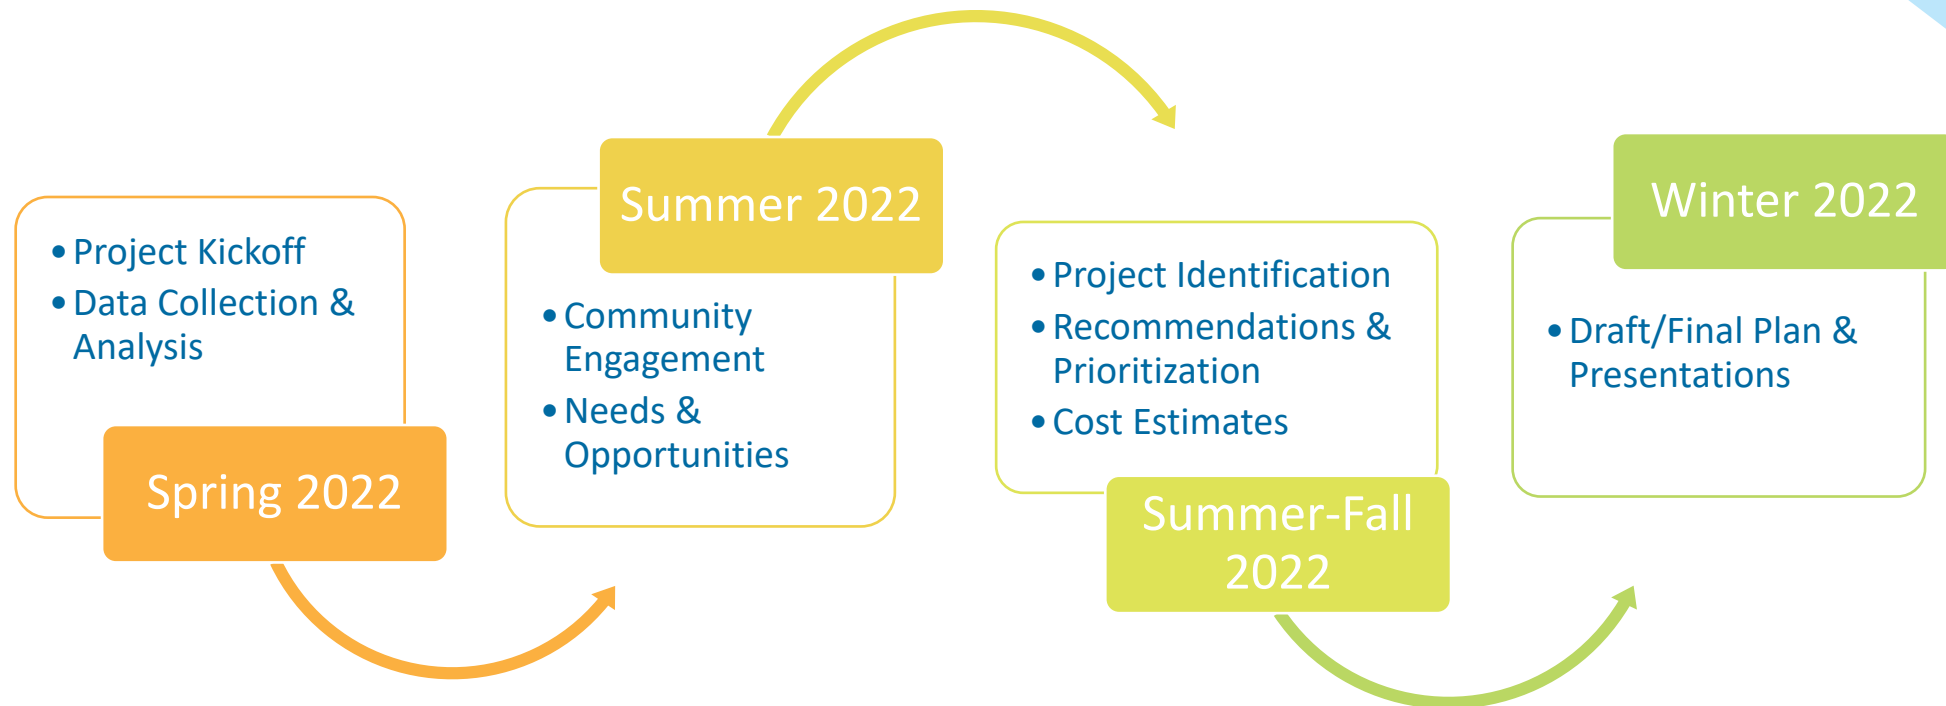 • Project Kickoff
• Data Collection &
Analysis
Spring 2022
Summer 2022
• Community
Engagement
• Needs &
Opportunities
• Project Identification
• Recommendations &
Prioritization
• Cost Estimates
Summer-Fall
2022
Winter 2022
• Draft/Final Plan &
Presentations